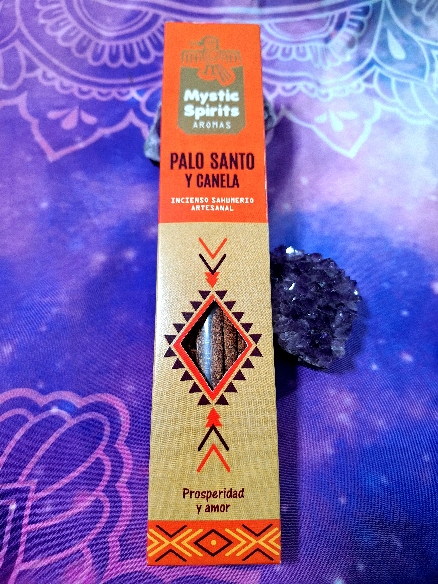 Mystic
Spirits
AROMAS
PALO SANTO
Y CANELA
INCIENSO SAHUMERIO
ARTESANAL
Prosperidad
y amor